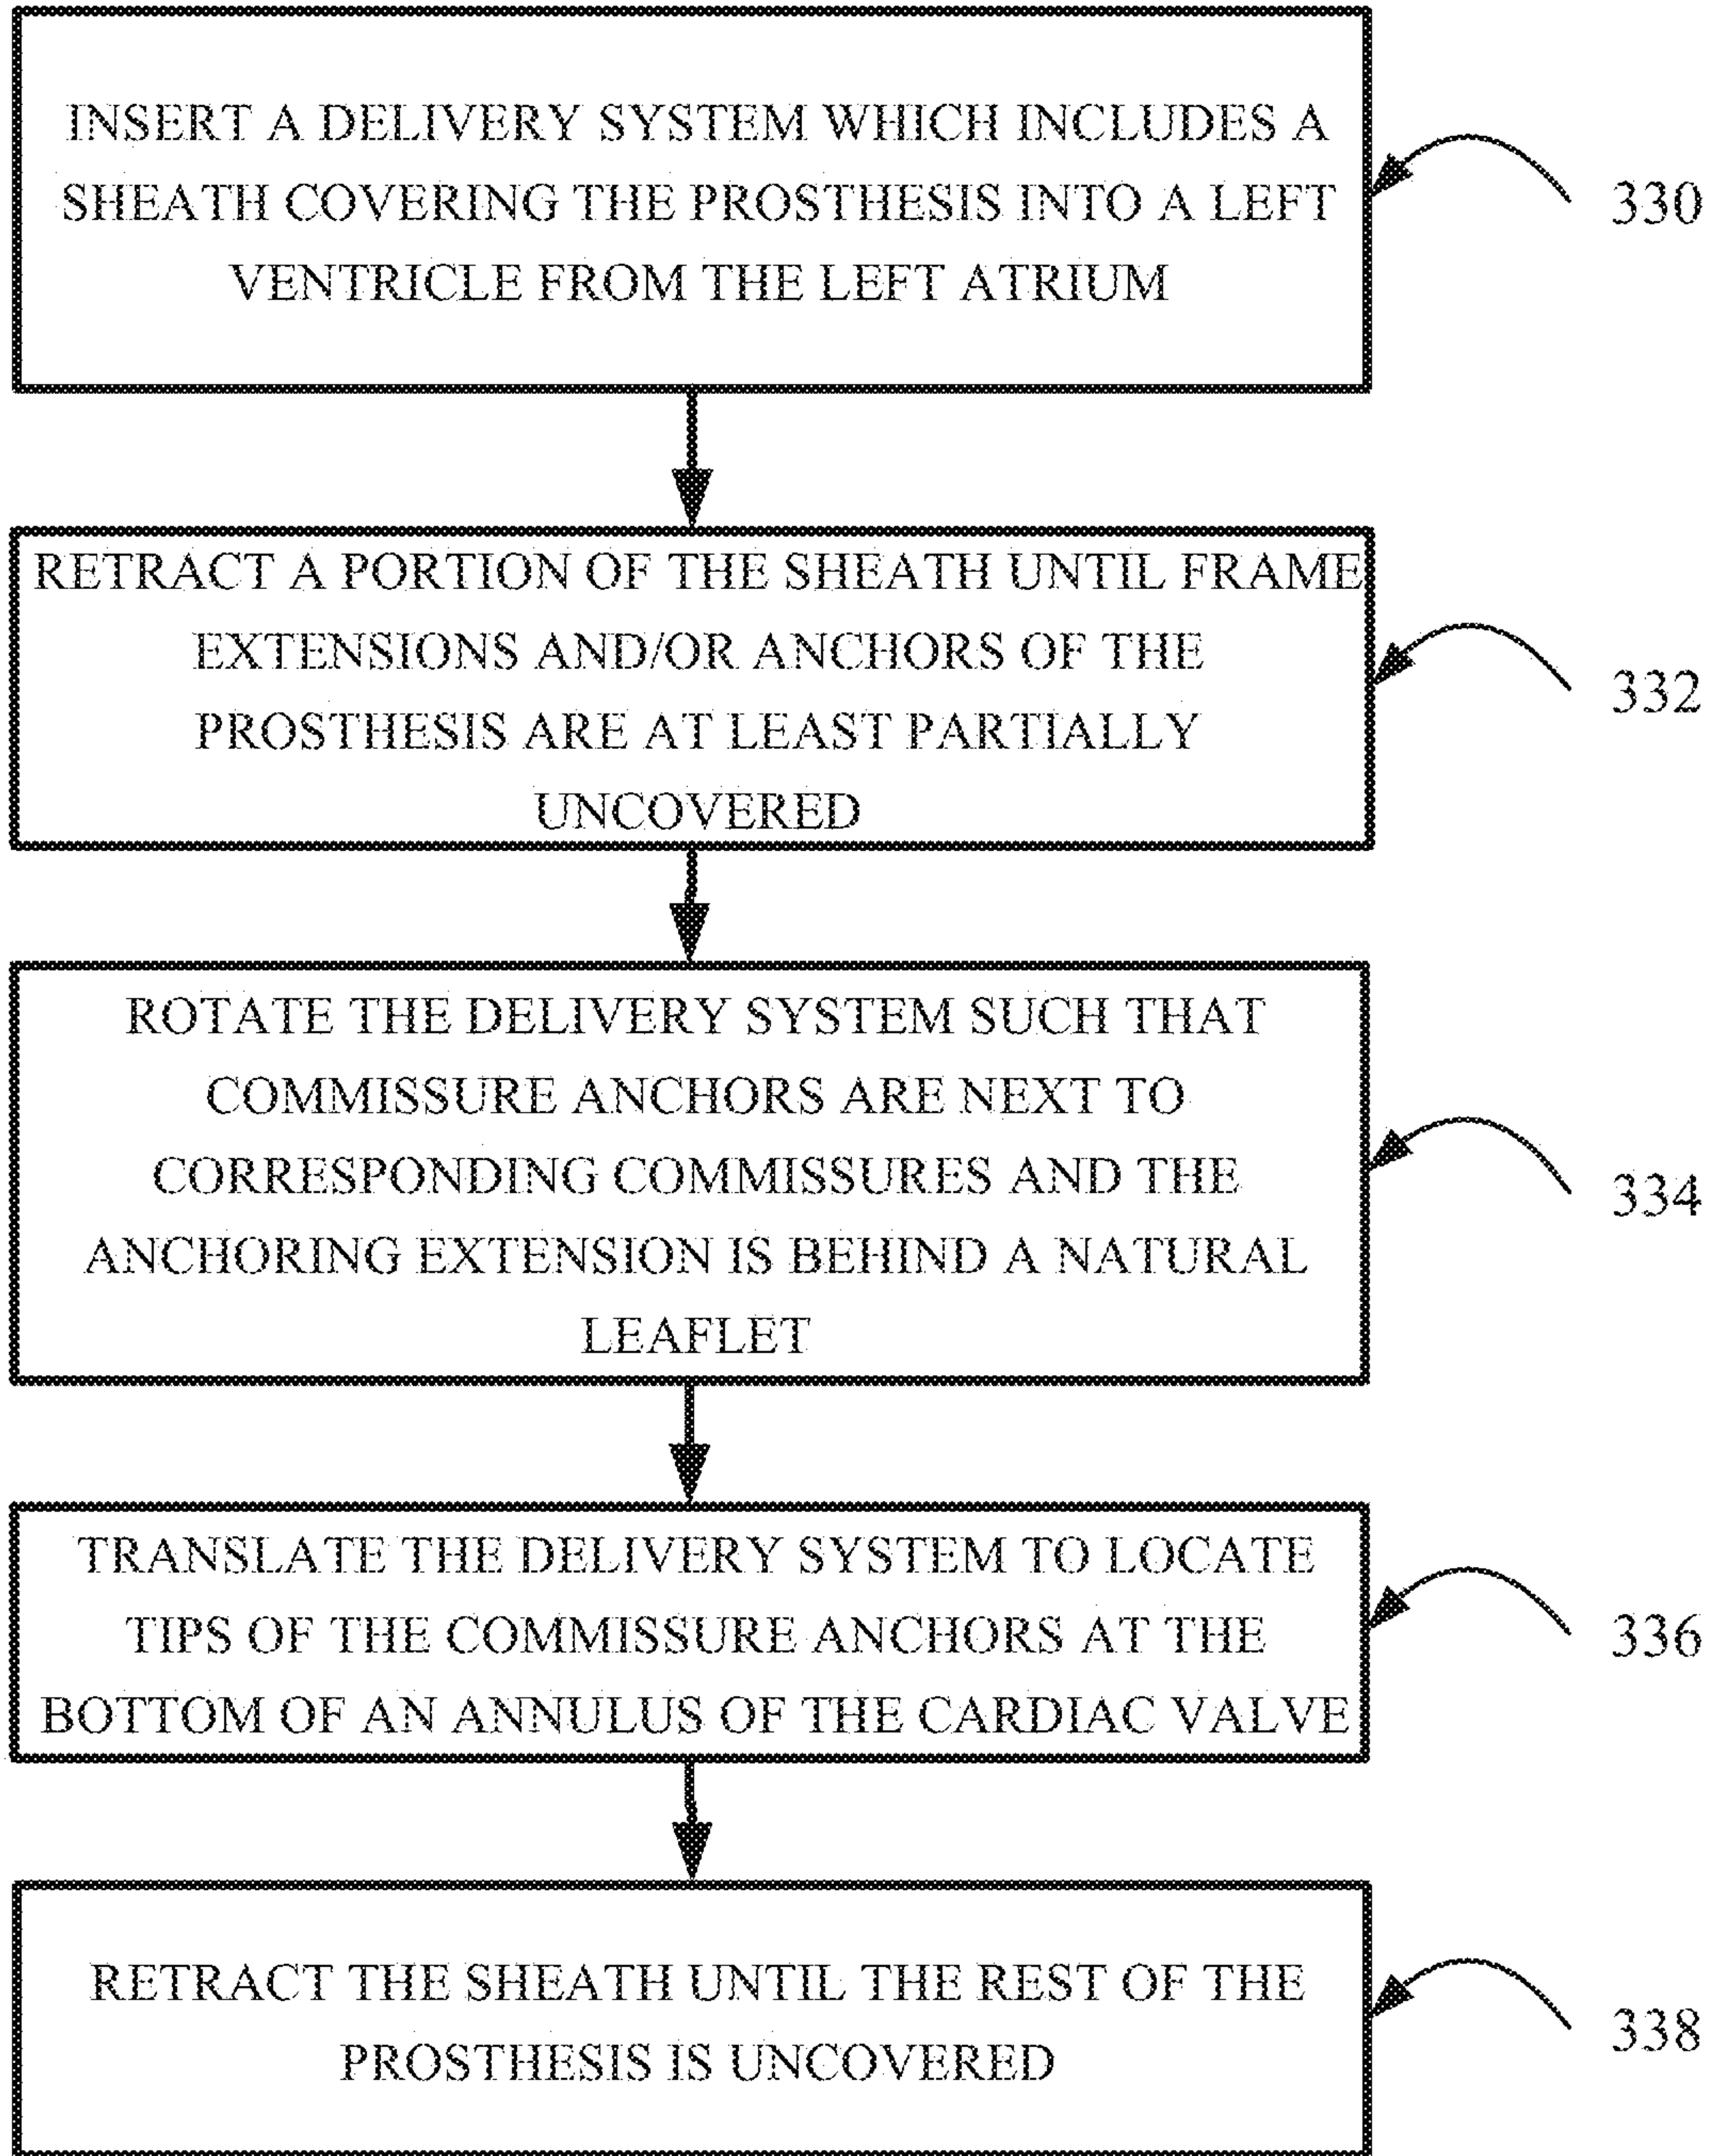 INSERT A DELIVERY SYSTEM WHICH INCLUDES A
SHEATH COVERING THE PROSTHESIS INTO A LEFT
VENTRICLE FROM THE LEFT ATRIUM
330
RETRACT A PORTION OF THE SHEATH UNTIL FRAME
EXTENSIONS AND/OR ANCHORS OF THE
PROSTHESIS ARE AT LEAST PARTIALLY
UNCOVERED
332
ROTATE THE DELIVERY SYSTEM SUCH THAT
COMMISSURE ANCHORS ARE NEXT TO
CORRESPONDING COMMISSURES AND THE
ANCHORING EXTENSION IS BEHIND A NATURAL
LEAFLET
334
TRANSLATE THE DELIVERY SYSTEM TO LOCATE
TIPS OF THE COMMISSURE ANCHORS AT THE
BOTTOM OF AN ANNULUS OF THE CARDIAC VALVE
336
RETRACT THE SHEATH UNTIL THE REST OF THE
PROSTHESIS IS UNCOVERED
338